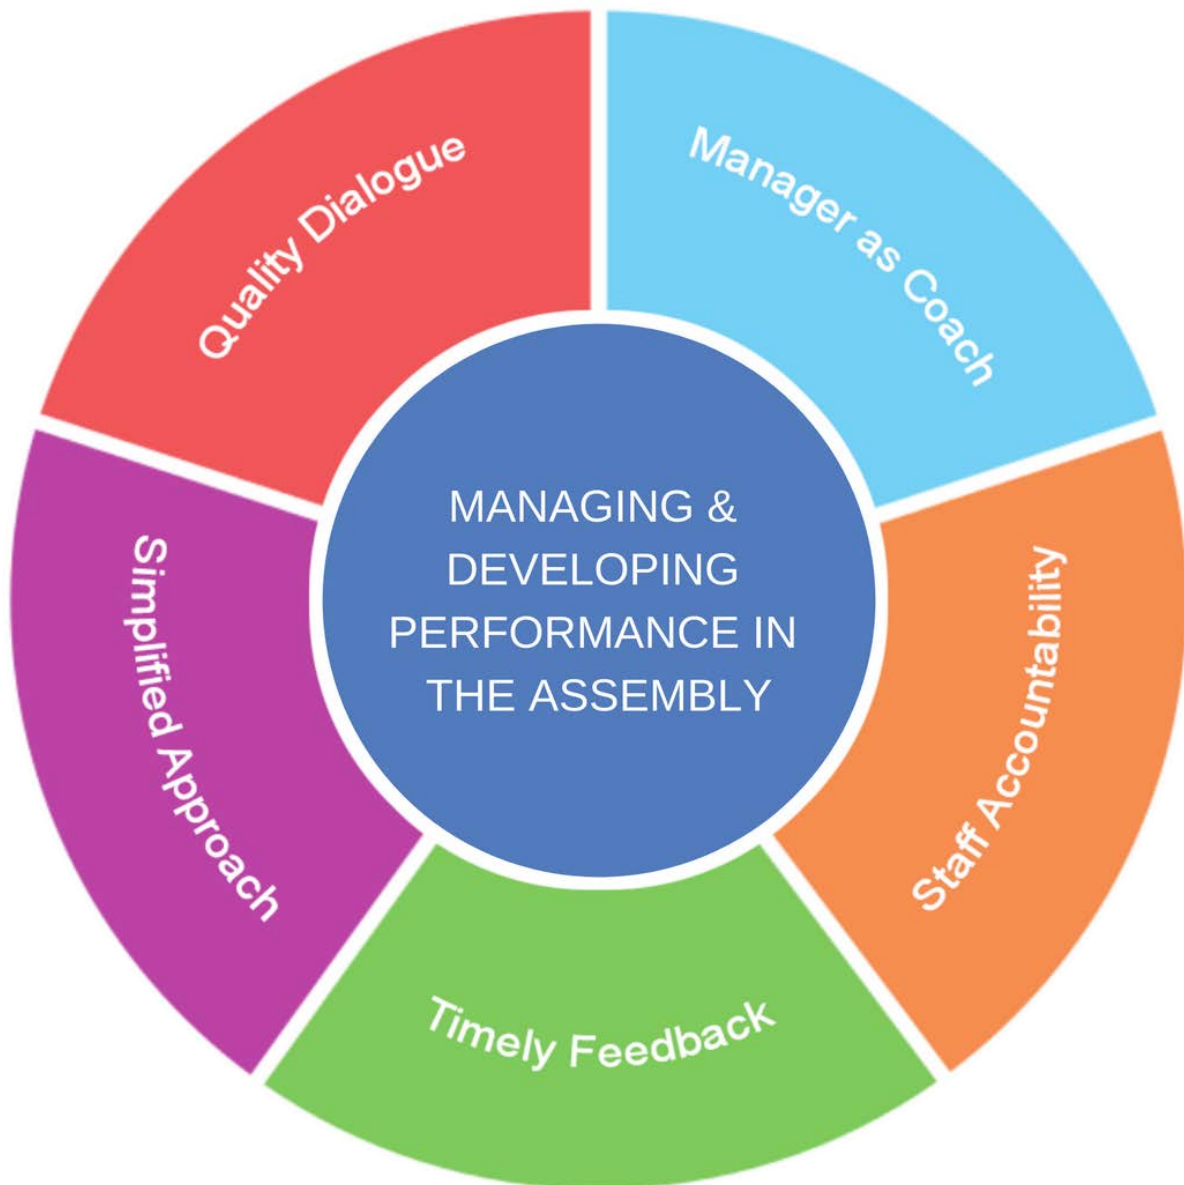 Quality Dialogue
Manager as Coach
Staff Accountability
Timely Feedback
Simplified Approach
MANAGING &
DEVELOPING
PERFORMANCE IN
THE ASSEMBLY